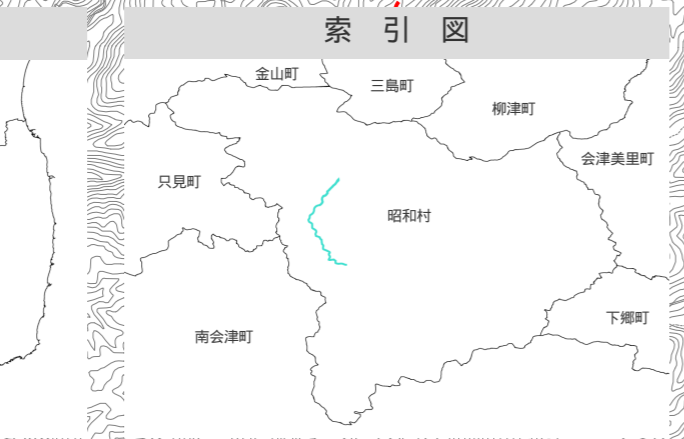 索 引 図
金山町
三島町
柳津町
会津美里町
只見町
昭和村
下郷町
南会津町